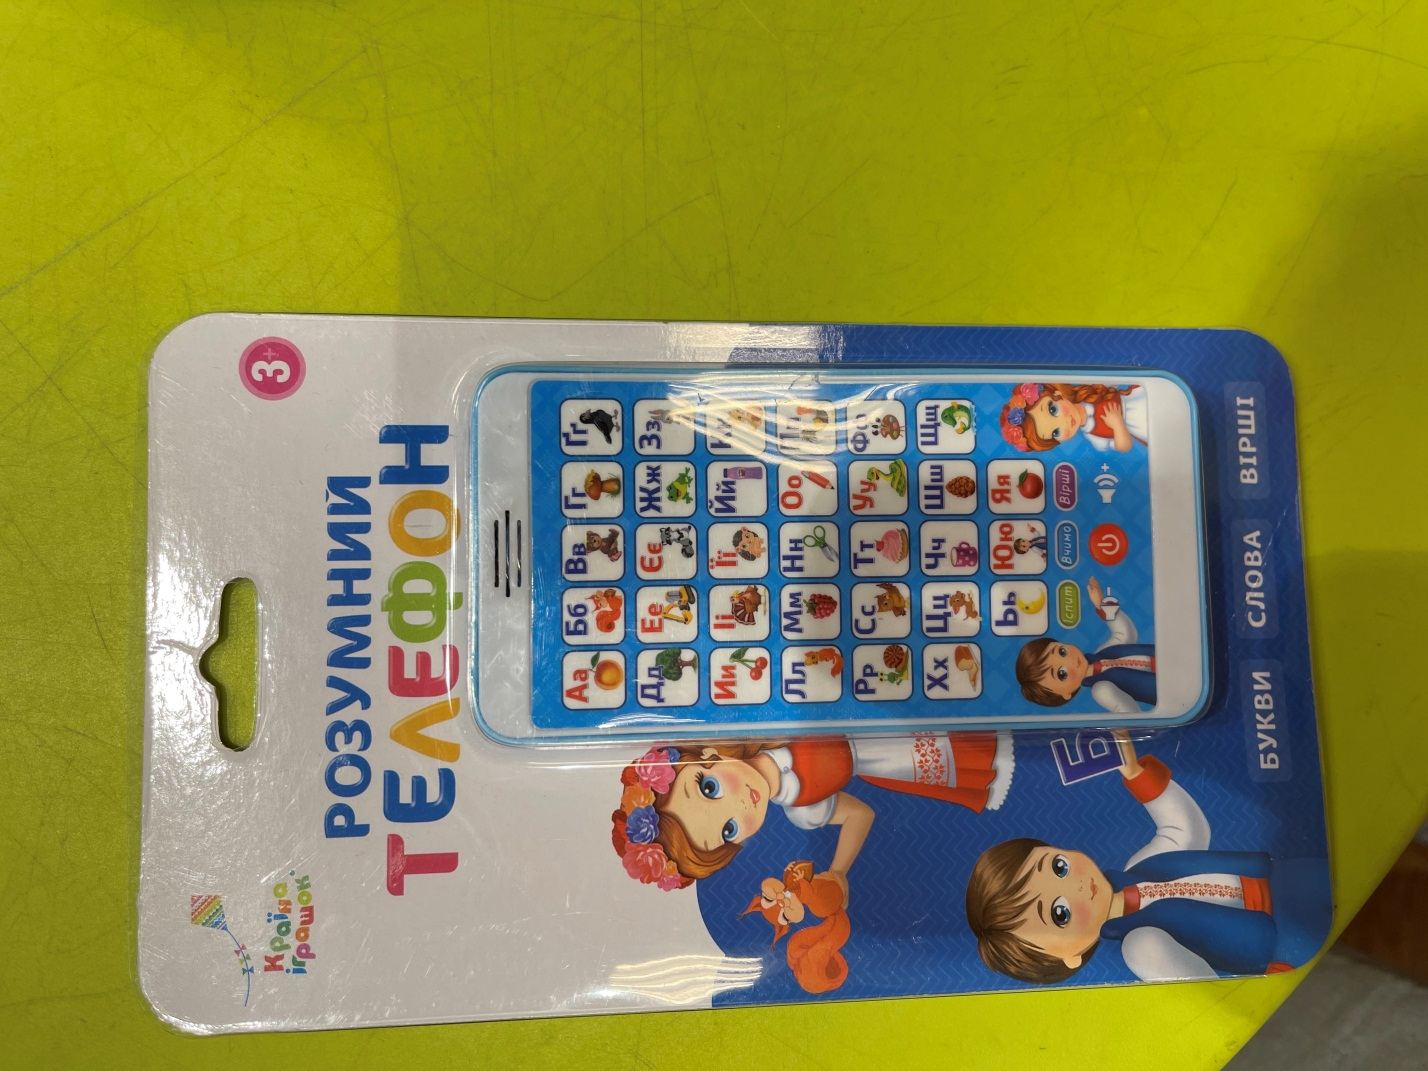 Країна
іграшок
3+
РОЗУМНИЙ
ТЕЛЕФОН
Аа Бб Вв Гг Ґґ
Дд Ее Єє Жж Зз
Ии Іі Її Йй Кк
Лл Мм Нн Оо Пп
Рр Сс Тт Уу Фф
Хх Цц Чч Шш Щщ
Ьь Юю Яя
Іспит Вчимо Вірші
- +
Б
БУКВИ СЛОВА ВІРШІ